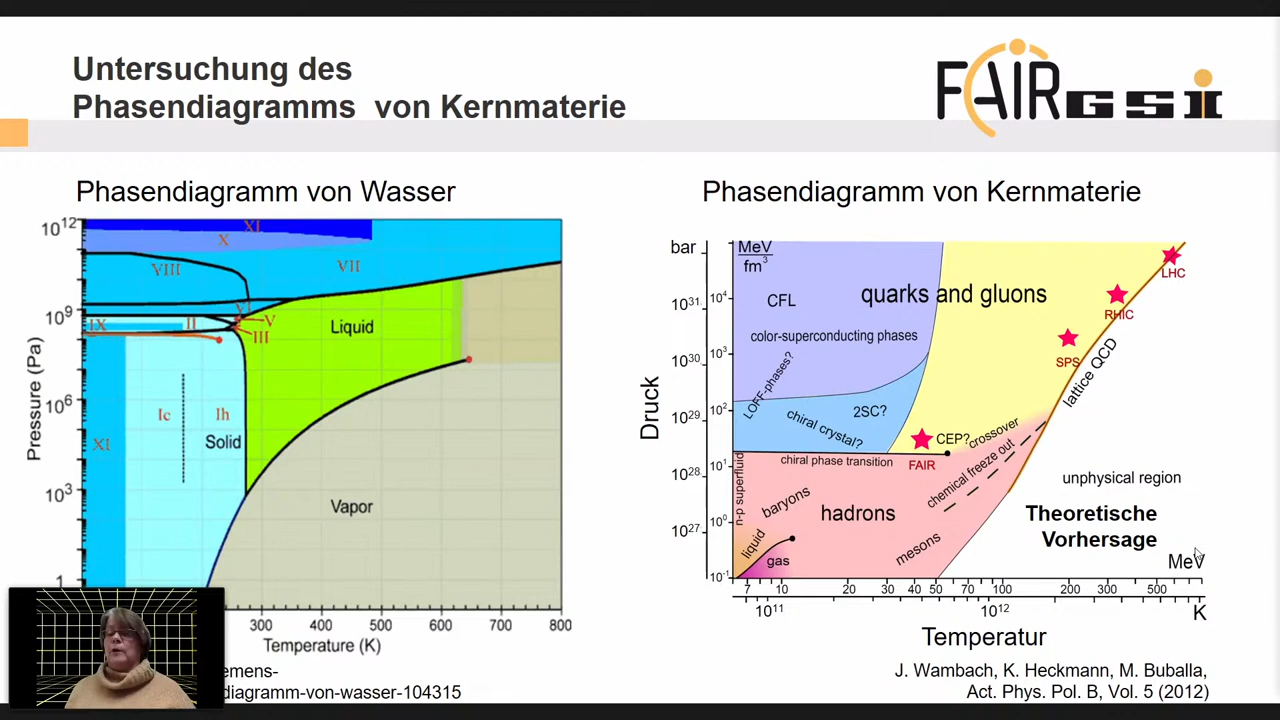 Untersuchung des
Phasendiagramms von Kernmaterie
FAIR GSI
Phasendiagramm von Wasser
10^12
10^9
10^6
10^3
1
Pressure (Pa)
XI
X
VIII
VII
VI
V
IX
II
III
Liquid
Ic
Ih
Solid
XI
Vapor
300 400 500 600 700 800
Temperature (K)
emens-
diagramm-von-wasser-104315
Phasendiagramm von Kernmaterie
bar
MeV
fm^3
10^31
10^30
10^29
10^28
10^27
10^4
10^3
10^2
10^1
10^0
10^-1
Druck
CFL
quarks and gluons
color-superconducting phases
LOFF-phases?
2SC?
chiral crystal?
LHC
RHIC
SPS
lattice QCD
FAIR
CEP?
crossover
chiral phase transition
chemical freeze out
n-p superfluid
baryons
hadrons
mesons
liquid
gas
unphysical region
Theoretische
Vorhersage
MeV
7 10 20 30 40 50 70 100 200 300 500
10^11 10^12 K
Temperatur
J. Wambach, K. Heckmann, M. Buballa,
Act. Phys. Pol. B, Vol. 5 (2012)